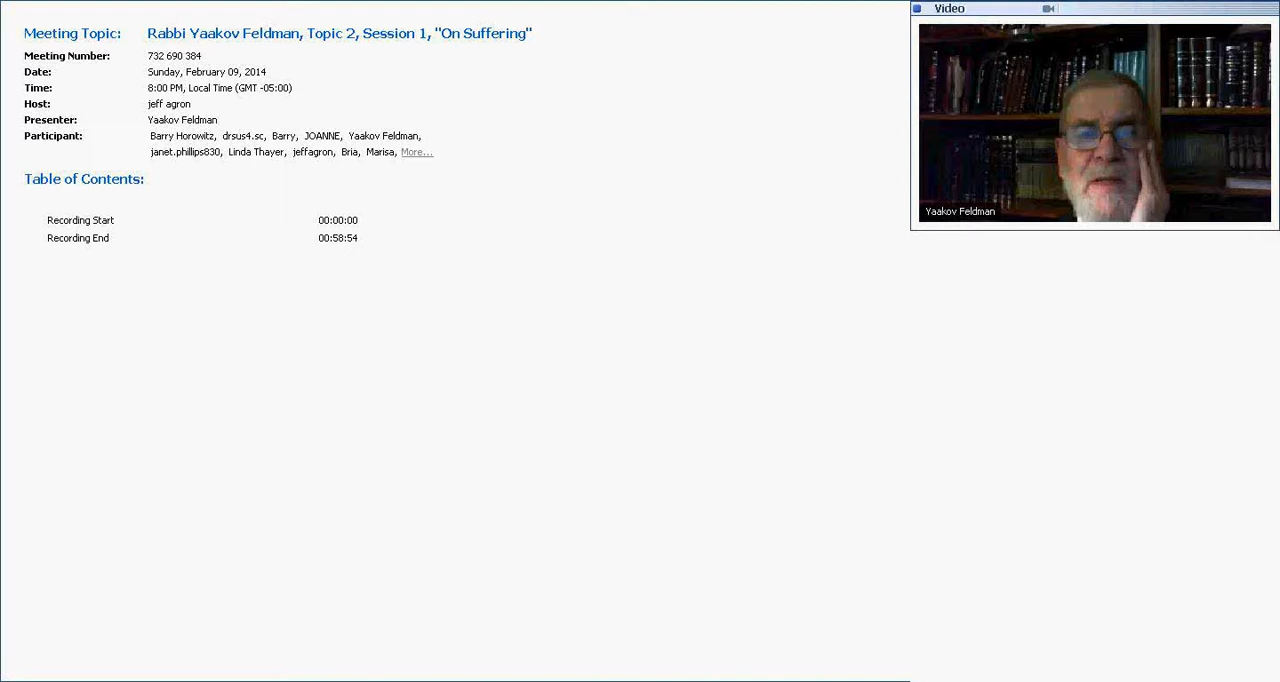 Meeting Topic: Rabbi Yaakov Feldman, Topic 2, Session 1, "On Suffering"
Meeting Number: 732 690 384
Date: Sunday, February 09, 2014
Time: 8:00 PM, Local Time (GMT -05:00)
Host: jeff agron
Presenter: Yaakov Feldman
Participant: Barry Horowitz, drsus4.sc, Barry, JOANNE, Yaakov Feldman,
janet.phillips830, Linda Thayer, jeffagron, Bria, Marisa, More...
Table of Contents:
Recording Start 00:00:00
Recording End 00:58:54
Video
Yaakov Feldman